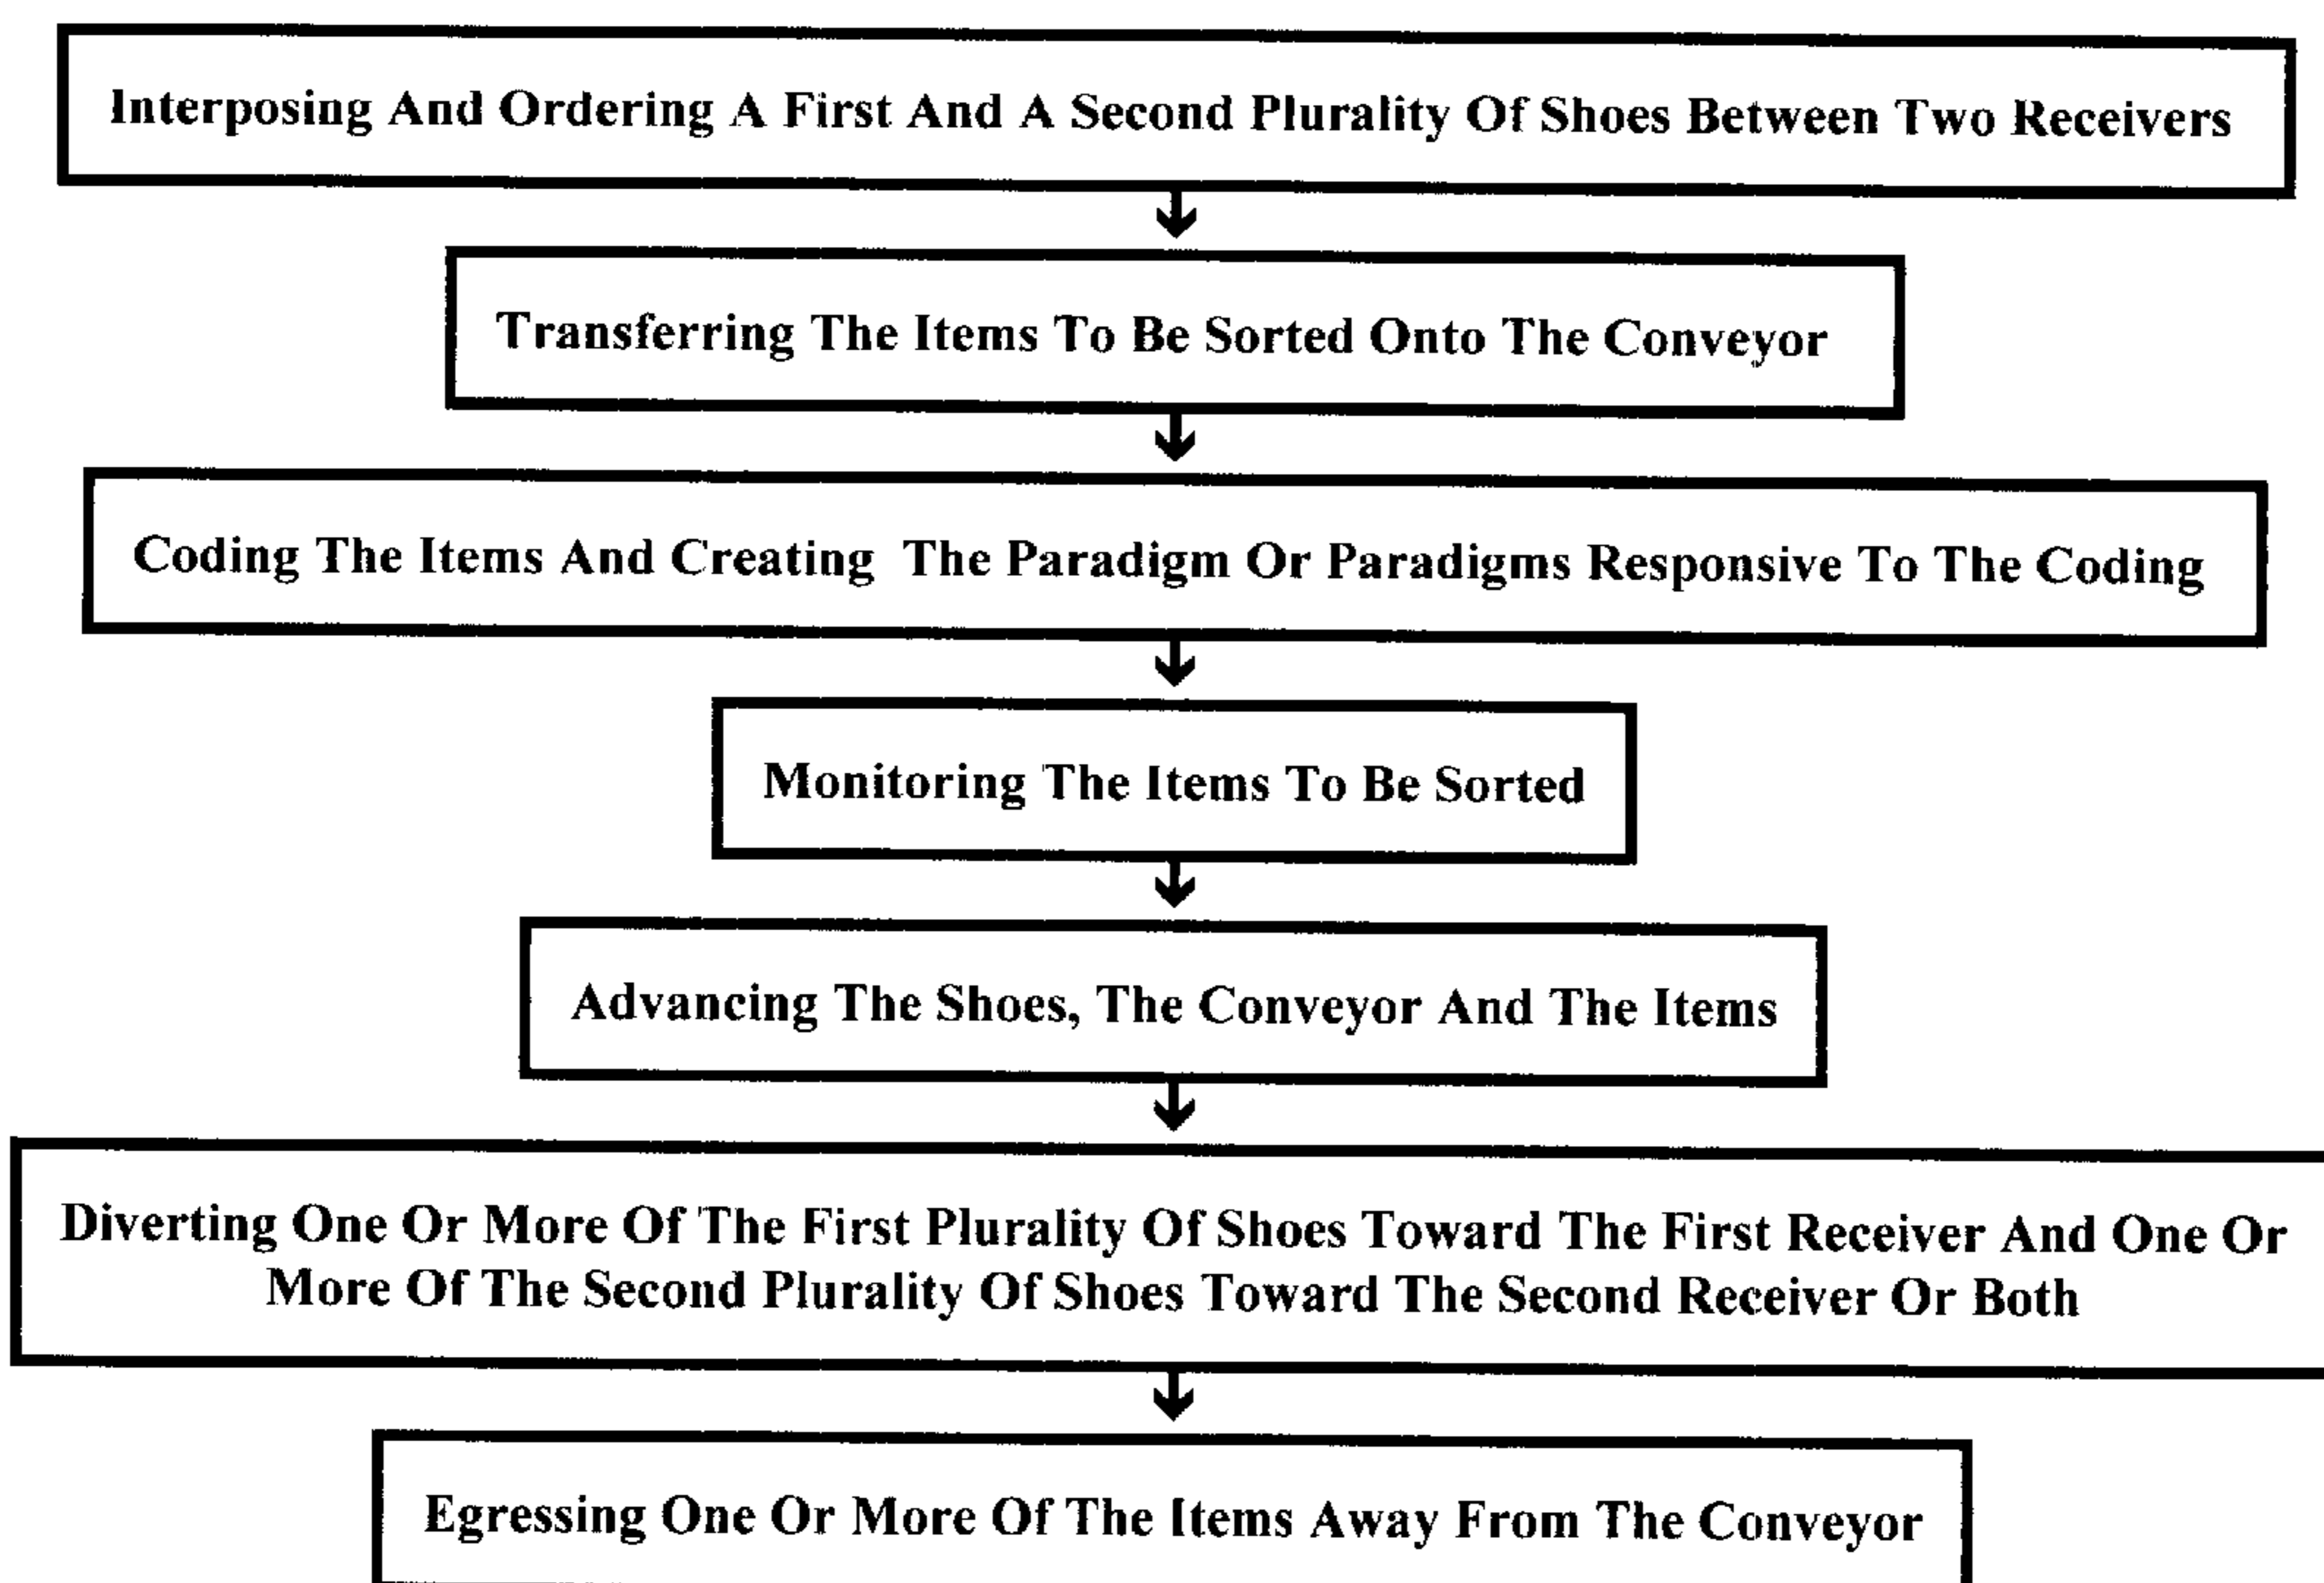 Interposing And Ordering A First And A Second Plurality Of Shoes Between Two Receivers
Transferring The Items To Be Sorted Onto The Conveyor
Coding The Items And Creating The Paradigm Or Paradigms Responsive To The Coding
Monitoring The Items To Be Sorted
Advancing The Shoes, The Conveyor And The Items
Diverting One Or More Of The First Plurality Of Shoes Toward The First Receiver And One Or
More Of The Second Plurality Of Shoes Toward The Second Receiver Or Both
Egressing One Or More Of The Items Away From The Conveyor